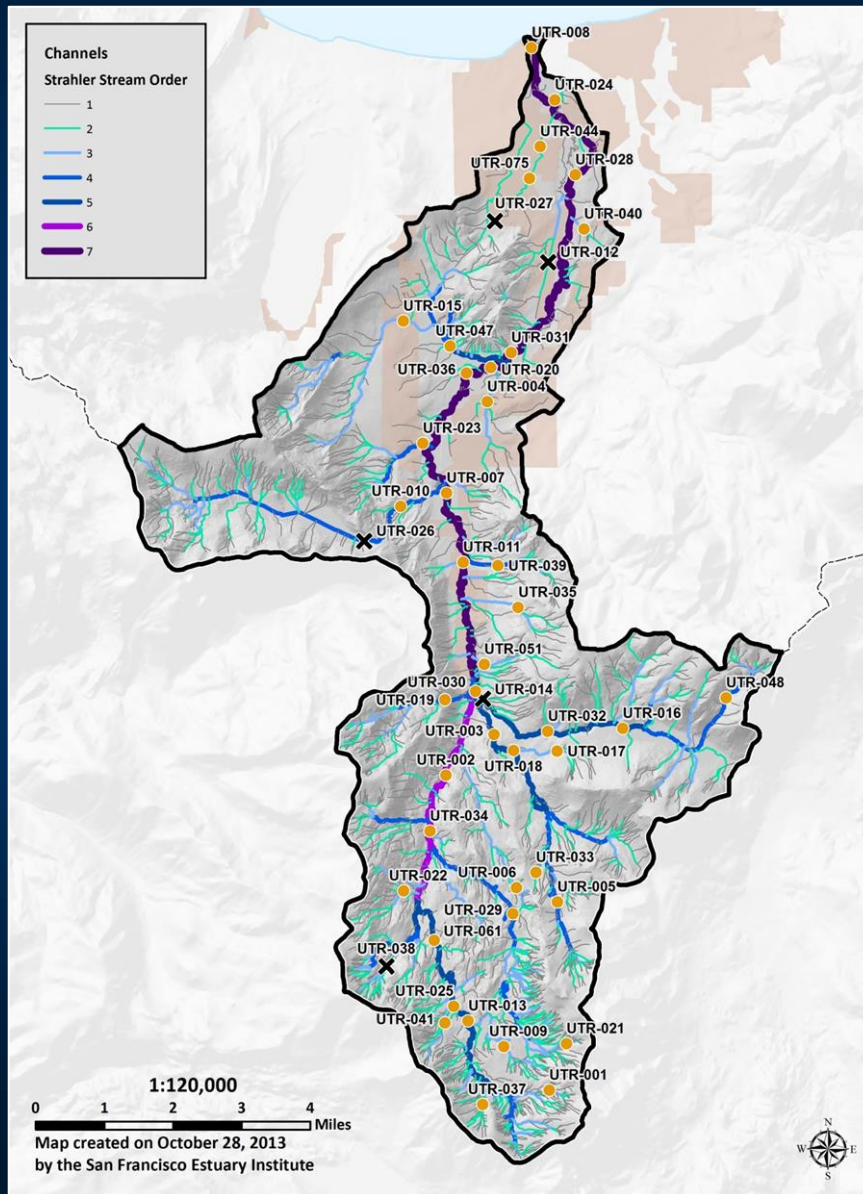 Channels
Strahler Stream Order
1
2
3
4
5
6
7
UTR-008
UTR-024
UTR-044
UTR-028
UTR-075
UTR-027
UTR-040
UTR-012
UTR-015
UTR-047
UTR-031
UTR-036
UTR-020
UTR-004
UTR-023
UTR-007
UTR-010
UTR-026
UTR-011
UTR-039
UTR-035
UTR-051
UTR-030
UTR-014
UTR-048
UTR-019
UTR-032
UTR-016
UTR-003
UTR-017
UTR-018
UTR-002
UTR-034
UTR-033
UTR-006
UTR-022
UTR-005
UTR-029
UTR-061
UTR-038
UTR-025
UTR-013
UTR-041
UTR-021
UTR-009
UTR-001
UTR-037
1:120,000
0 1 2 3 4
Miles
Map created on October 28, 2013
by the San Francisco Estuary Institute
N
W E
S